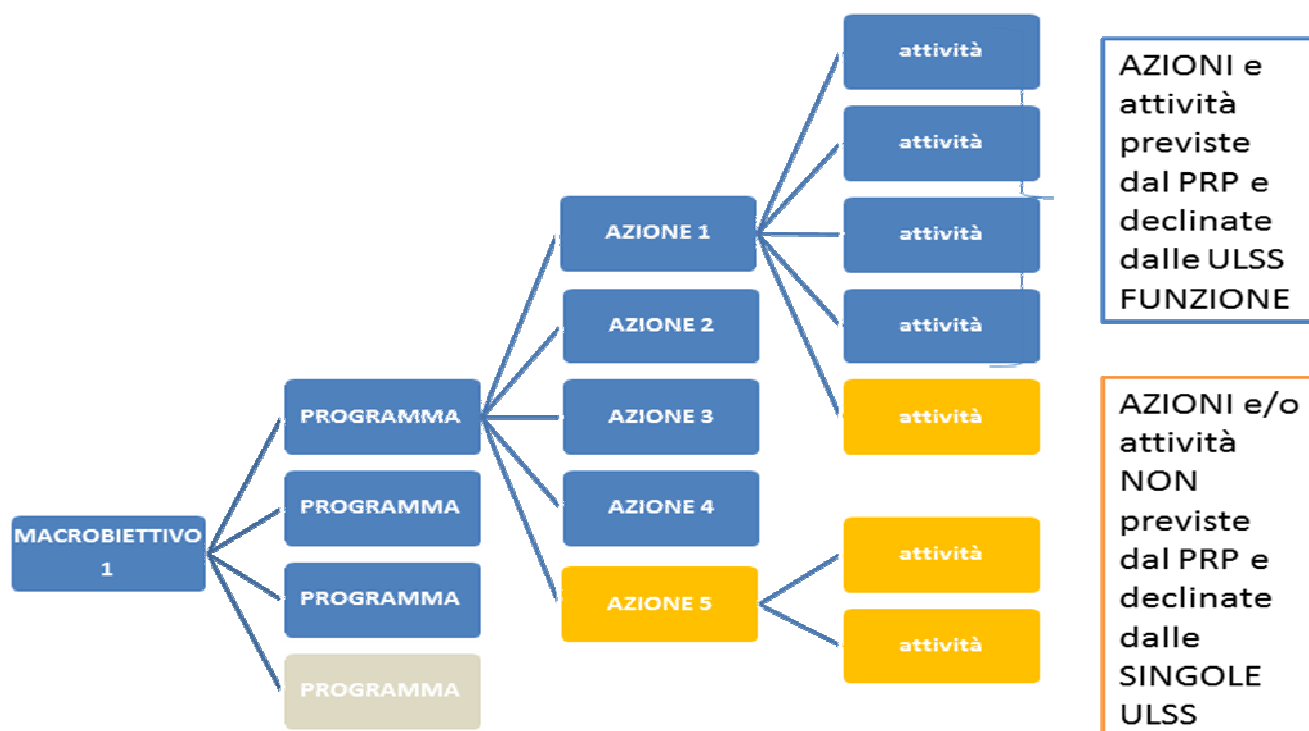 MACROBIETTIVO
1
PROGRAMMA
PROGRAMMA
PROGRAMMA
PROGRAMMA
AZIONE 1
AZIONE 2
AZIONE 3
AZIONE 4
AZIONE 5
attività
attività
attività
attività
attività
attività
attività
AZIONI e
attività
previste
dal PRP e
declinate
dalle ULSS
FUNZIONE
AZIONI e/o
attività
NON
previste
dal PRP e
declinate
dalle
SINGOLE
ULSS